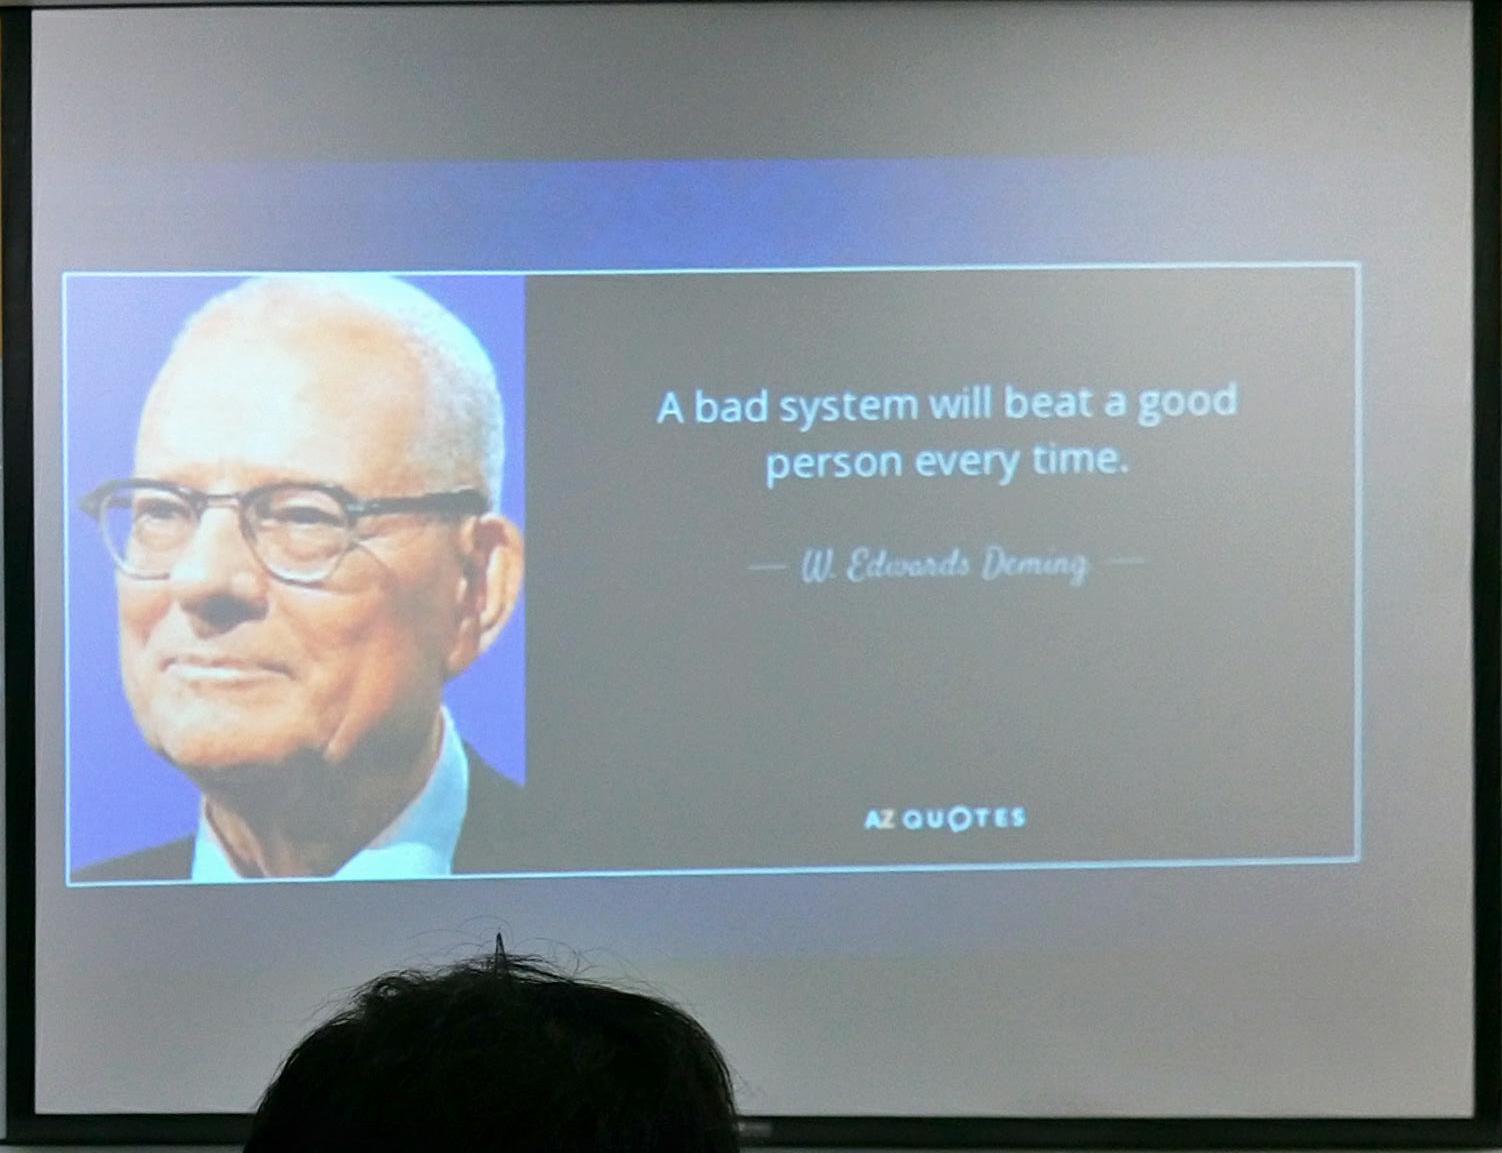 A bad system will beat a good
person every time.
— W. Edwards Deming —
AZ QUOTES